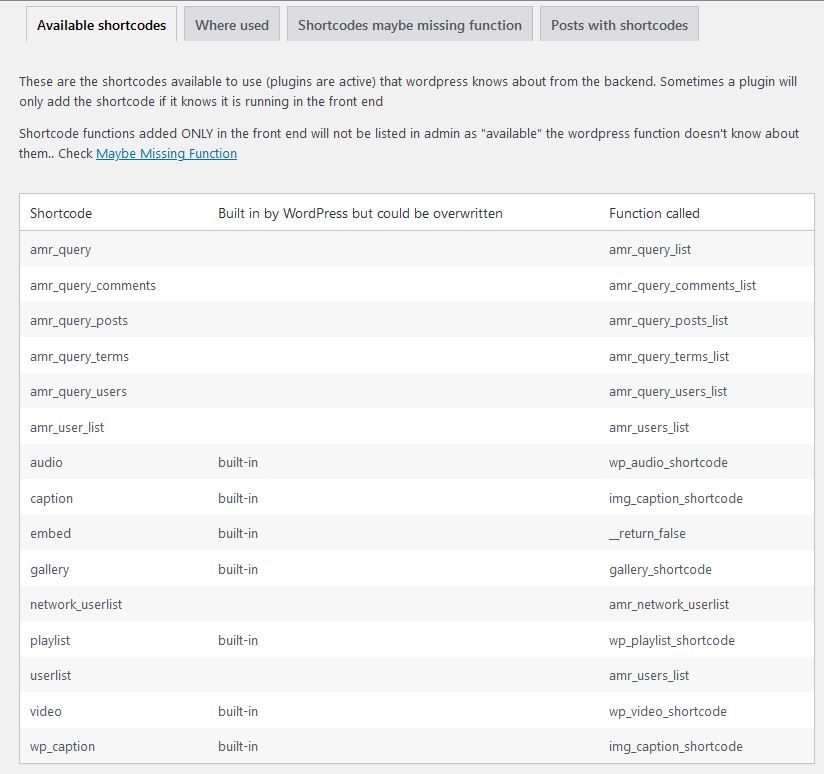 Available shortcodes Where used Shortcodes maybe missing function Posts with shortcodes
These are the shortcodes available to use (plugins are active) that wordpress knows about from the backend. Sometimes a plugin will
only add the shortcode if it knows it is running in the front end
Shortcode functions added ONLY in the front end will not be listed in admin as "available" the wordpress function doesn't know about
them.. Check Maybe Missing Function
Shortcode Built in by WordPress but could be overwritten Function called
amr_query amr_query_list
amr_query_comments amr_query_comments_list
amr_query_posts amr_query_posts_list
amr_query_terms amr_query_terms_list
amr_query_users amr_query_users_list
amr_user_list amr_users_list
audio built-in wp_audio_shortcode
caption built-in img_caption_shortcode
embed built-in __return_false
gallery built-in gallery_shortcode
network_userlist amr_network_userlist
playlist built-in wp_playlist_shortcode
userlist amr_users_list
video built-in wp_video_shortcode
wp_caption built-in img_caption_shortcode